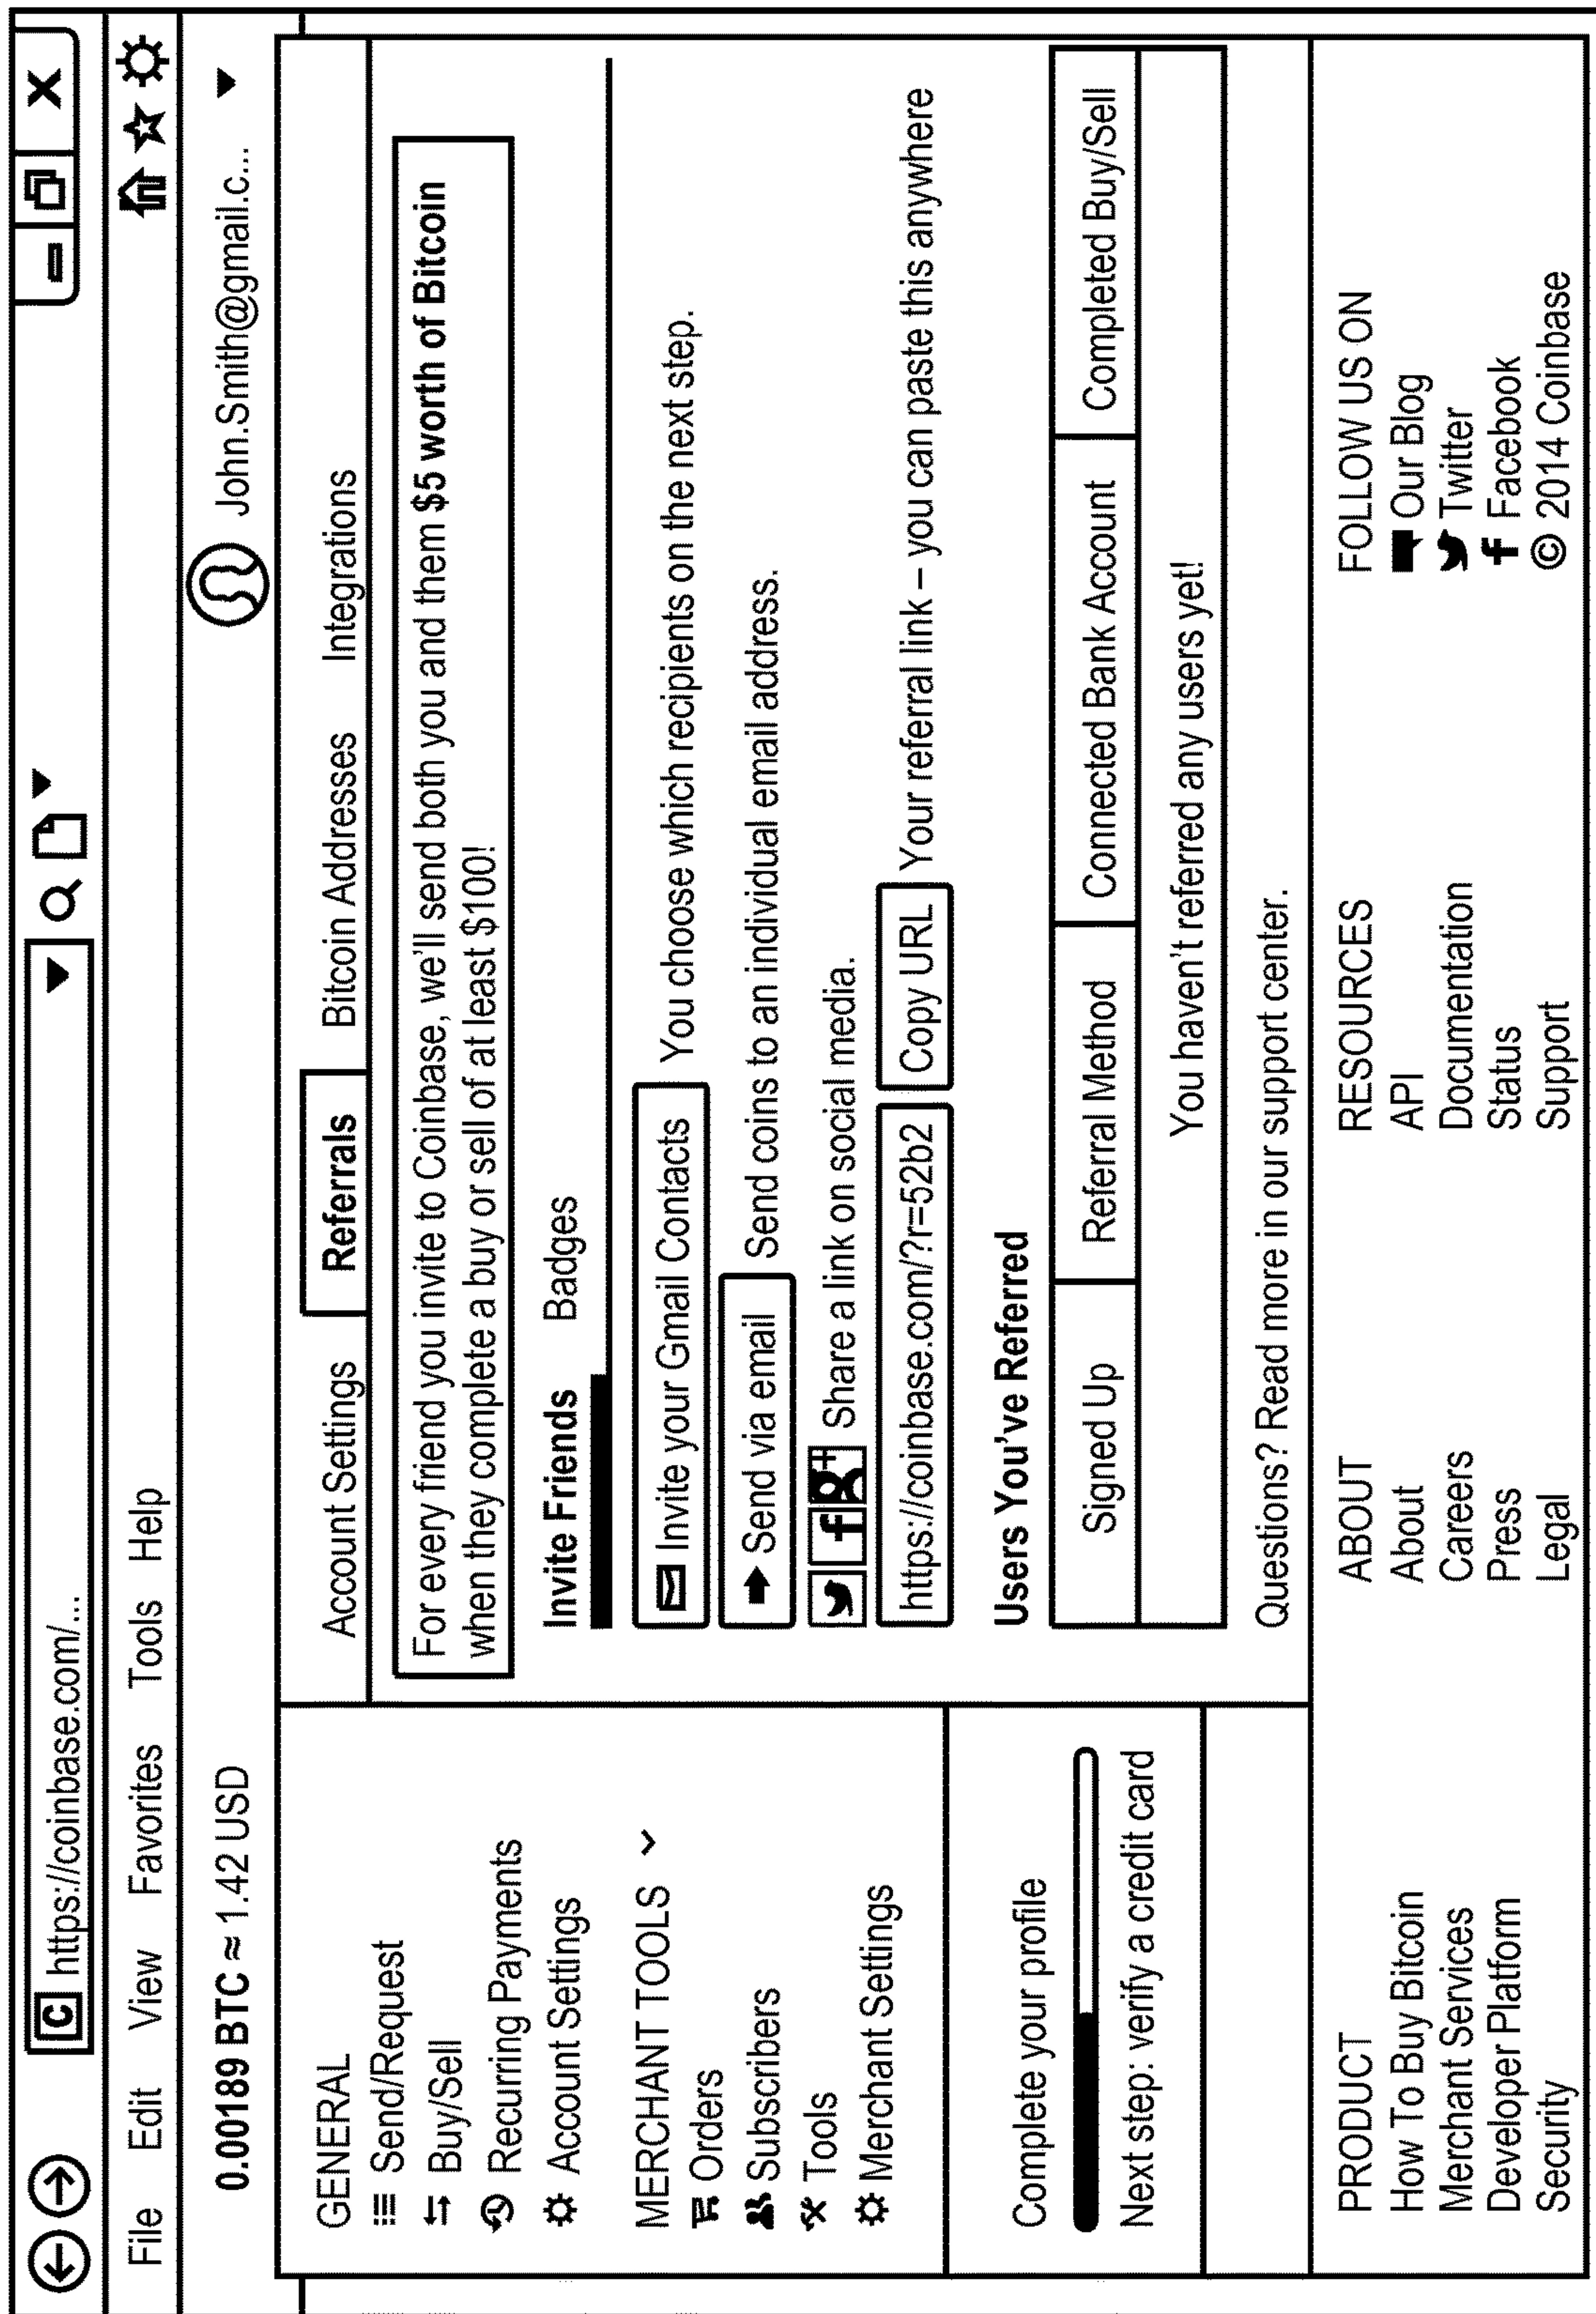 C https://coinbase.com/...
X
File Edit View Favorites Tools Help
0.00189 BTC ≈ 1.42 USD
John.Smith@gmail.c...
GENERAL
Send/Request
Buy/Sell
Recurring Payments
Account Settings
MERCHANT TOOLS
Orders
Subscribers
Tools
Merchant Settings
Complete your profile
Next step: verify a credit card
Account Settings Referrals Bitcoin Addresses Integrations
For every friend you invite to Coinbase, we'll send both you and them $5 worth of Bitcoin
when they complete a buy or sell of at least $100!
Invite Friends Badges
Invite your Gmail Contacts You choose which recipients on the next step.
Send via email Send coins to an individual email address.
f g+ Share a link on social media.
https://coinbase.com/?r=52b2 Copy URL Your referral link – you can paste this anywhere
Users You've Referred
Signed Up Referral Method Connected Bank Account Completed Buy/Sell
You haven't referred any users yet!
Questions? Read more in our support center.
PRODUCT
How To Buy Bitcoin
Merchant Services
Developer Platform
Security
ABOUT
About
Careers
Press
Legal
RESOURCES
API
Documentation
Status
Support
FOLLOW US ON
Our Blog
Twitter
f Facebook
© 2014 Coinbase